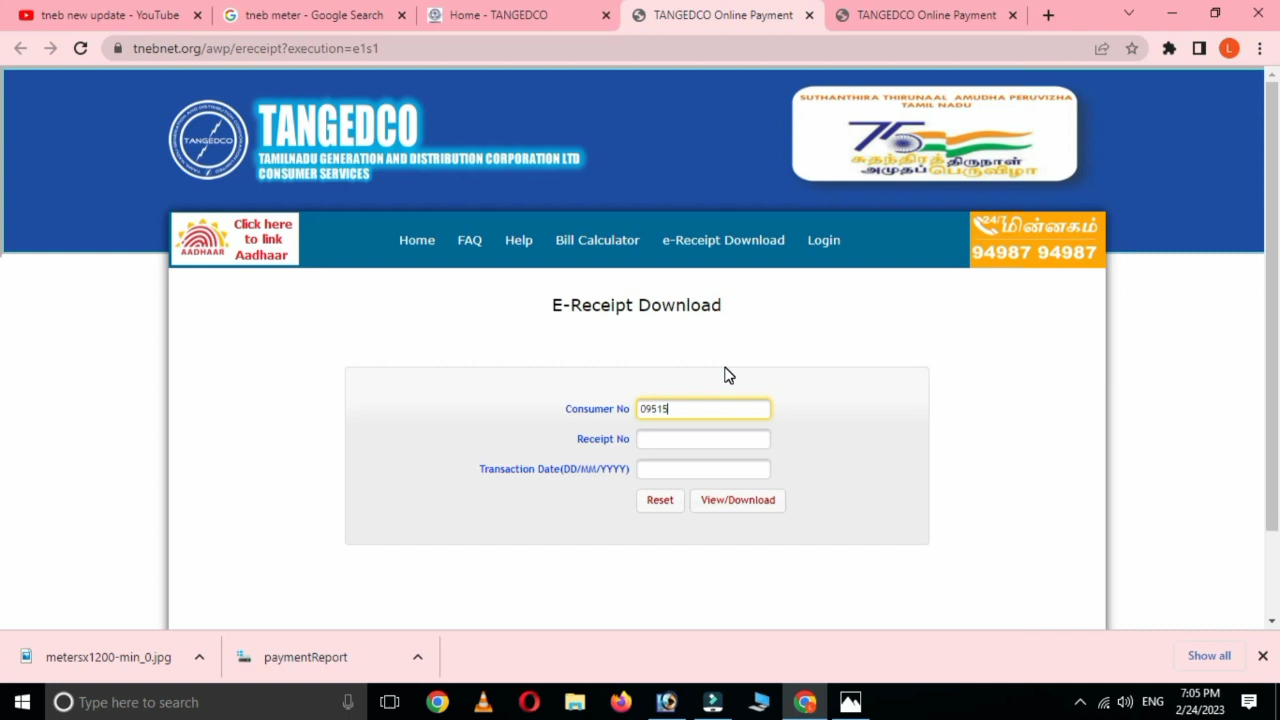 tneb new update - YouTube
tneb meter - Google Search
Home - TANGEDCO
TANGEDCO Online Payment
TANGEDCO Online Payment
tnebnet.org/awp/ereceipt?execution=e1s1
L
TANGEDCO
TANGEDCO
TAMILNADU GENERATION AND DISTRIBUTION CORPORATION LTD
CONSUMER SERVICES
SUTHANTHIRA THIRUNAAL AMUDHA PERUVIZHA
TAMIL NADU
75
சுதந்திரத்திருநாள்
அமுதப்பெருவிழா
AADHAAR
Click here
to link
Aadhaar
Home
FAQ
Help
Bill Calculator
e-Receipt Download
Login
24/7 மின்னகம்
94987 94987
E-Receipt Download
Consumer No
09515
Receipt No
Transaction Date(DD/MM/YYYY)
Reset
View/Download
metersx1200-min_0.jpg
paymentReport
Show all
Type here to search
ENG
7:05 PM
2/24/2023